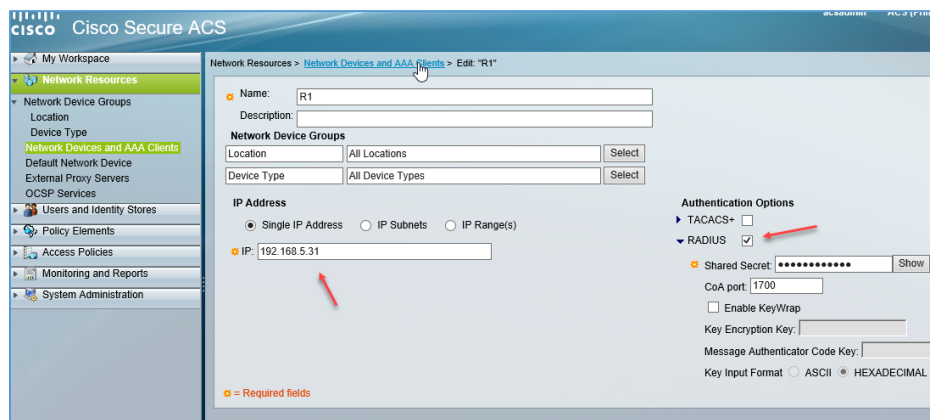 acsadmin
CISCO Cisco Secure ACS
My Workspace
Network Resources
Network Device Groups
Location
Device Type
Network Devices and AAA Clients
Default Network Device
External Proxy Servers
OCSP Services
Users and Identity Stores
Policy Elements
Access Policies
Monitoring and Reports
System Administration
Network Resources > Network Devices and AAA Clients > Edit: "R1"
Name: R1
Description:
Network Device Groups
Location All Locations Select
Device Type All Device Types Select
IP Address
Single IP Address IP Subnets IP Range(s)
IP: 192.168.5.31
= Required fields
Authentication Options
TACACS+
RADIUS
Shared Secret: ●●●●●●●●●●●● Show
CoA port: 1700
Enable KeyWrap
Key Encryption Key:
Message Authenticator Code Key:
Key Input Format ASCII HEXADECIMAL